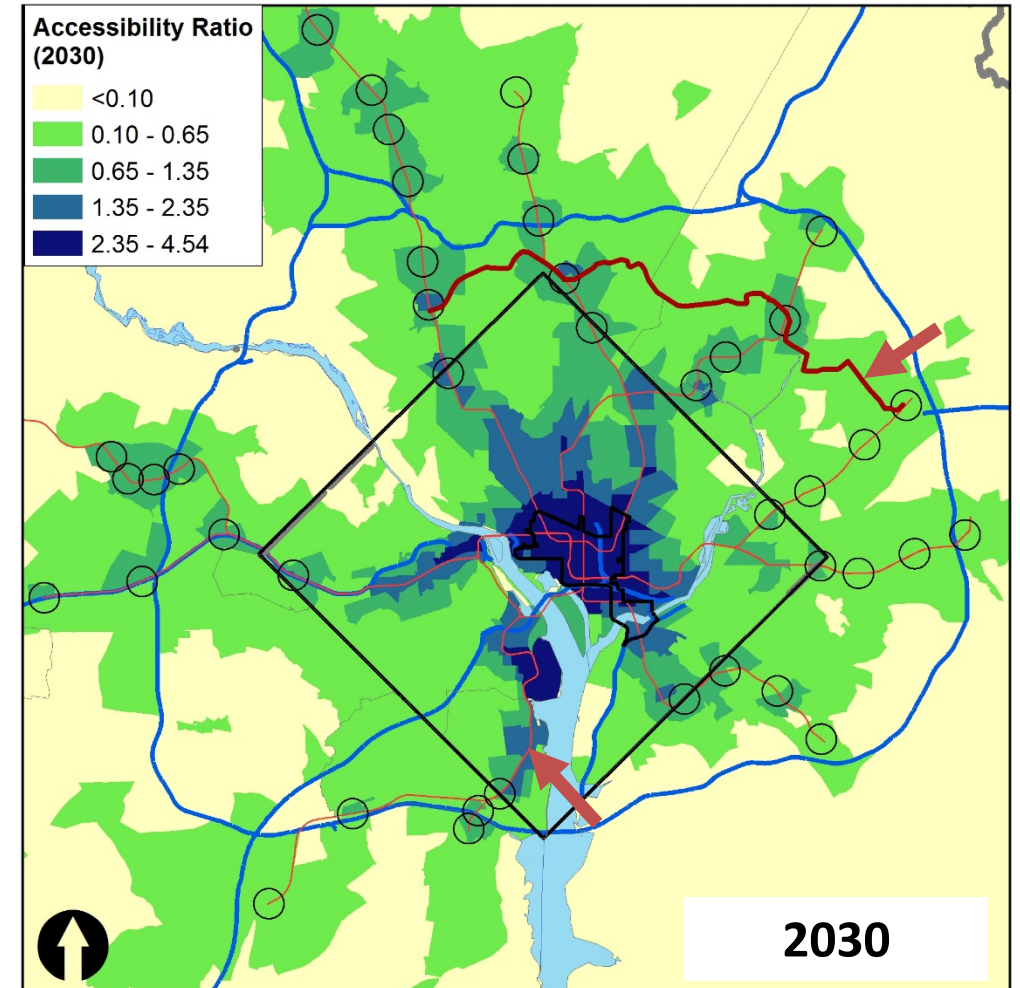 Accessibility Ratio
(2030)
<0.10
0.10 - 0.65
0.65 - 1.35
1.35 - 2.35
2.35 - 4.54
2030